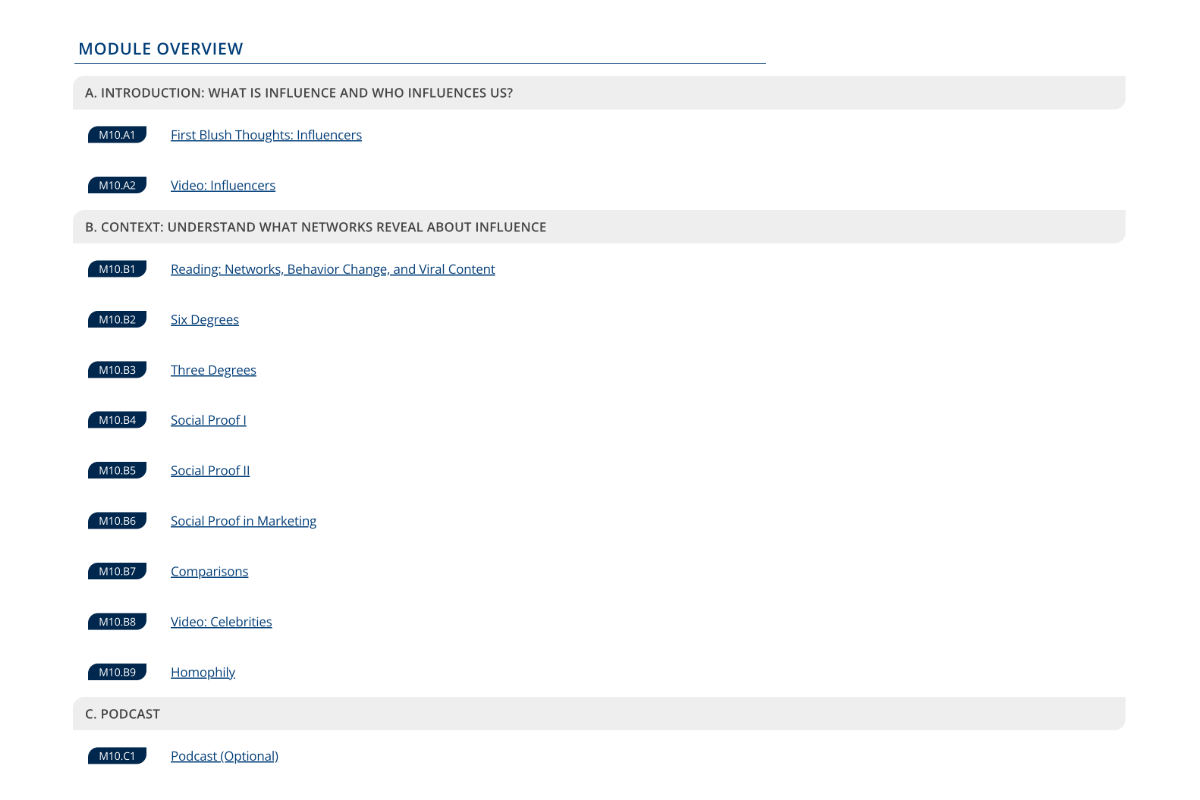 MODULE OVERVIEW
A. INTRODUCTION: WHAT IS INFLUENCE AND WHO INFLUENCES US?
M10.A1 First Blush Thoughts: Influencers
M10.A2 Video: Influencers
B. CONTEXT: UNDERSTAND WHAT NETWORKS REVEAL ABOUT INFLUENCE
M10.B1 Reading: Networks, Behavior Change, and Viral Content
M10.B2 Six Degrees
M10.B3 Three Degrees
M10.B4 Social Proof I
M10.B5 Social Proof II
M10.B6 Social Proof in Marketing
M10.B7 Comparisons
M10.B8 Video: Celebrities
M10.B9 Homophily
C. PODCAST
M10.C1 Podcast (Optional)